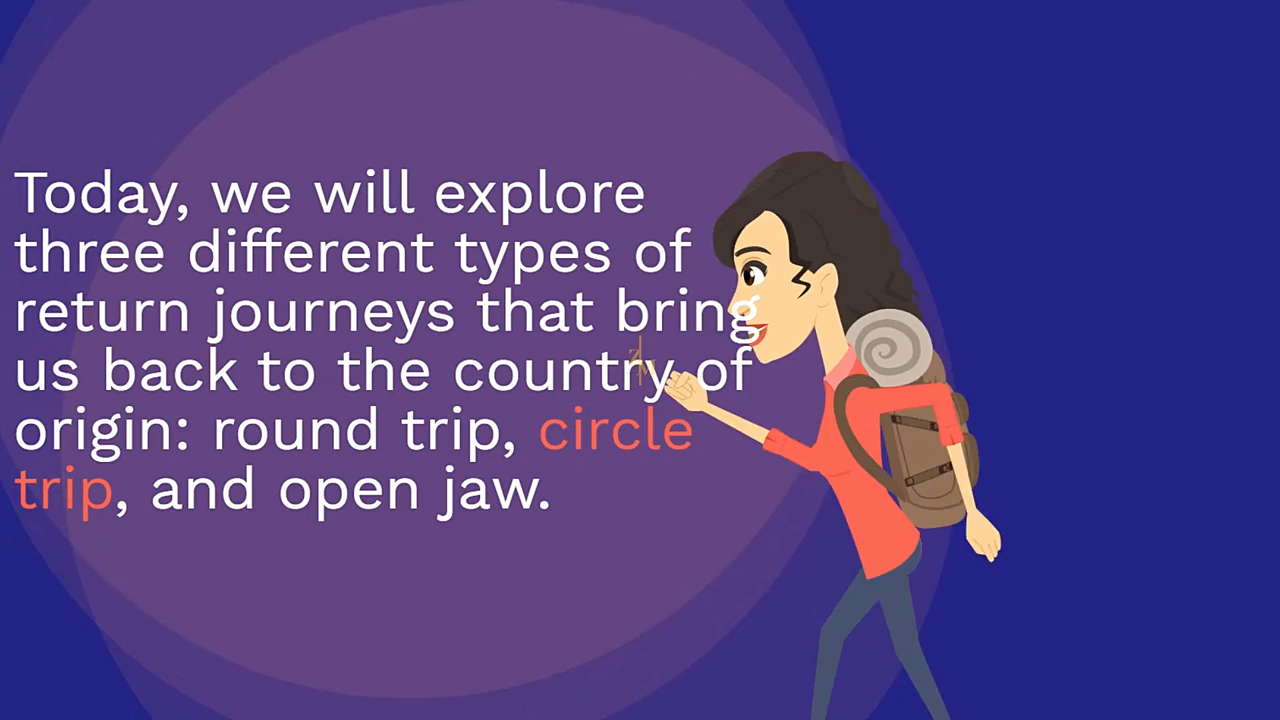 Today, we will explore
three different types of
return journeys that bring
us back to the country of
origin: round trip, circle
trip, and open jaw.